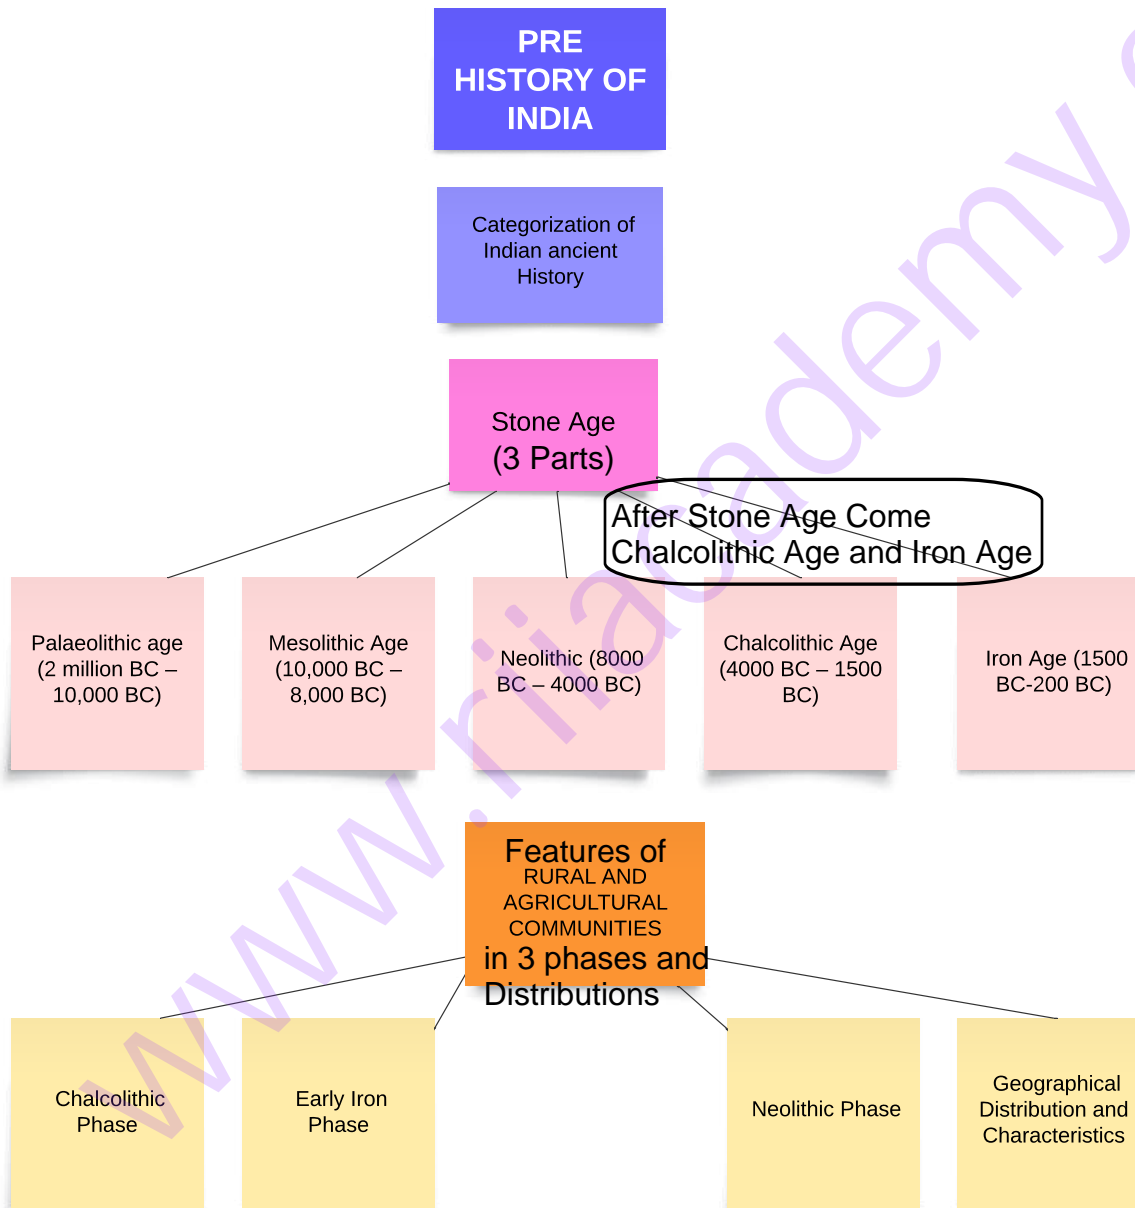 PRE
HISTORY OF
INDIA
Categorization of
Indian ancient
History
Stone Age
(3 Parts)
After Stone Age Come
Chalcolithic Age and Iron Age
Palaeolithic age
(2 million BC –
10,000 BC)
Mesolithic Age
(10,000 BC –
8,000 BC)
Neolithic (8000
BC – 4000 BC)
Chalcolithic Age
(4000 BC – 1500
BC)
Iron Age (1500
BC-200 BC)
Features of
RURAL AND
AGRICULTURAL
COMMUNITIES
in 3 phases and
Distributions
Chalcolithic
Phase
Early Iron
Phase
Neolithic Phase
Geographical
Distribution and
Characteristics